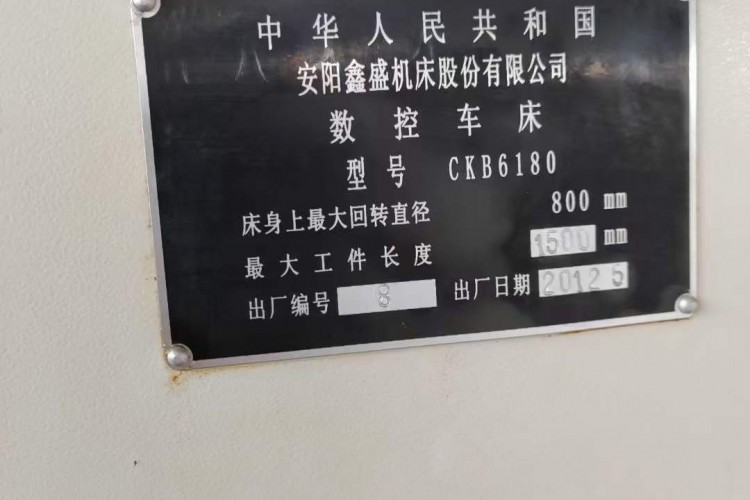 中华人民共和国
安阳鑫盛机床股份有限公司
数控车床
型号 CKB6180
床身上最大回转直径 800 mm
最大工件长度 1500 mm
出厂编号 8 出厂日期 2012 5